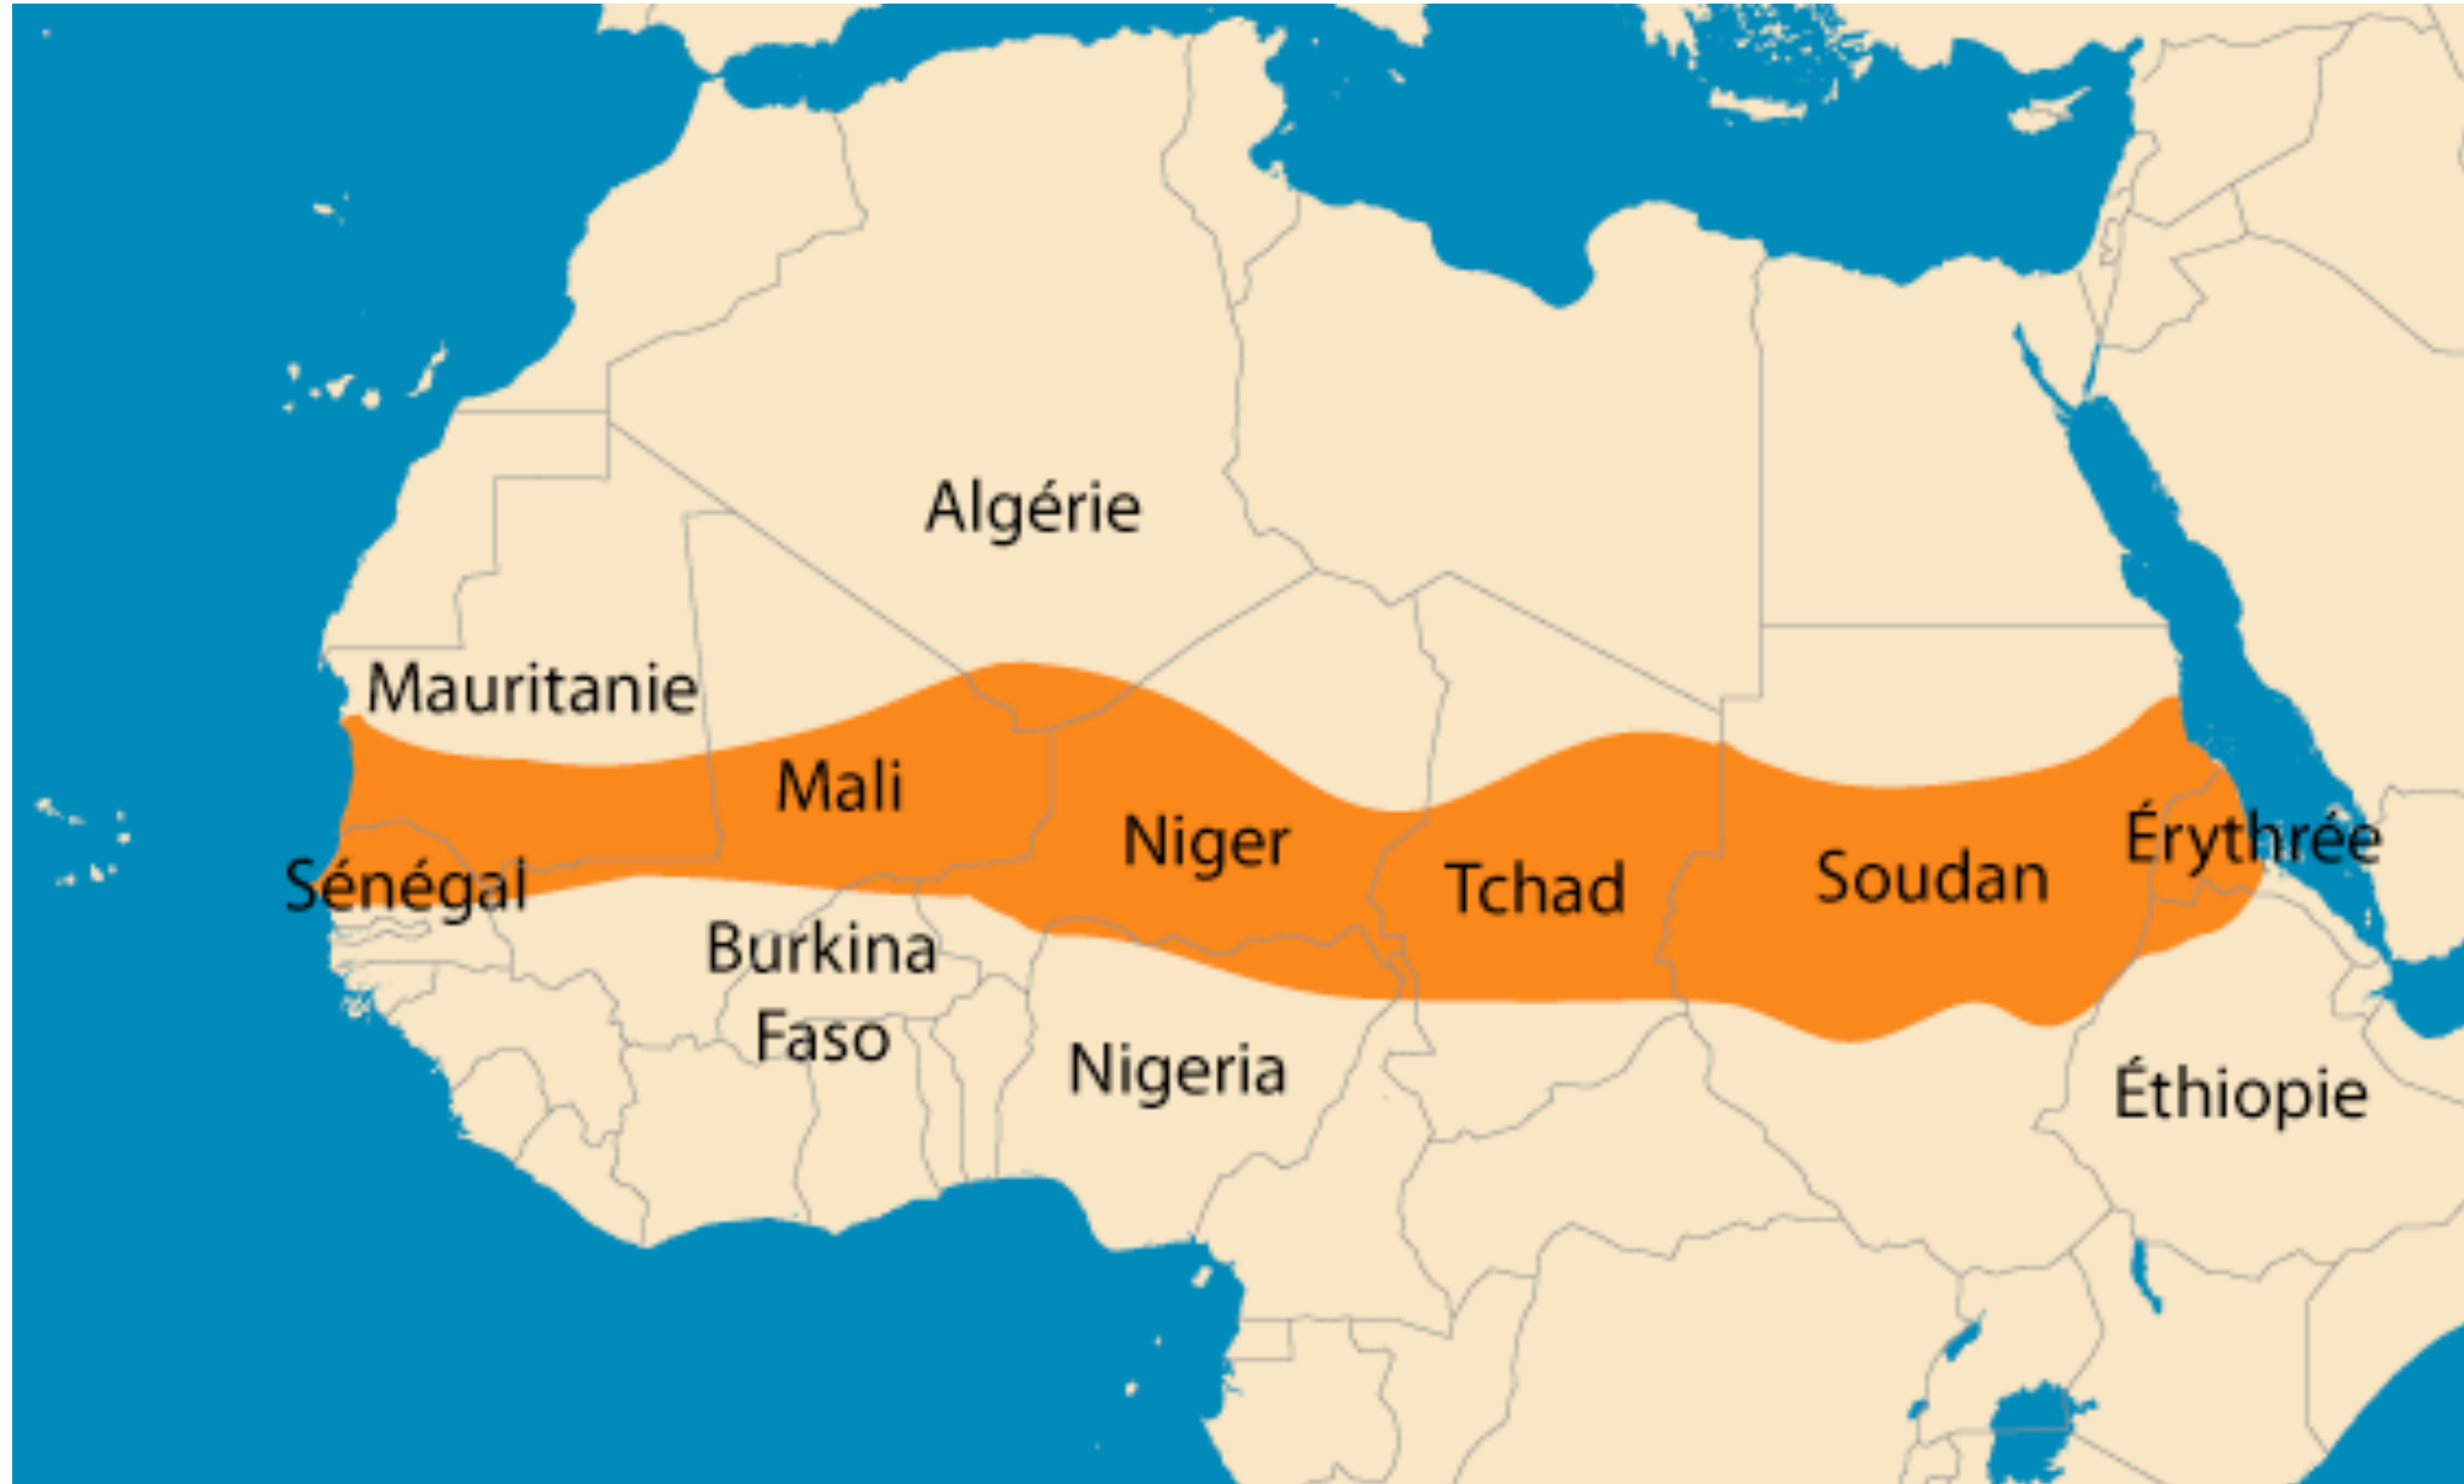 Algérie
Mauritanie
Mali
Niger
Tchad
Soudan
Érythrée
Sénégal
Burkina
Faso
Nigeria
Éthiopie